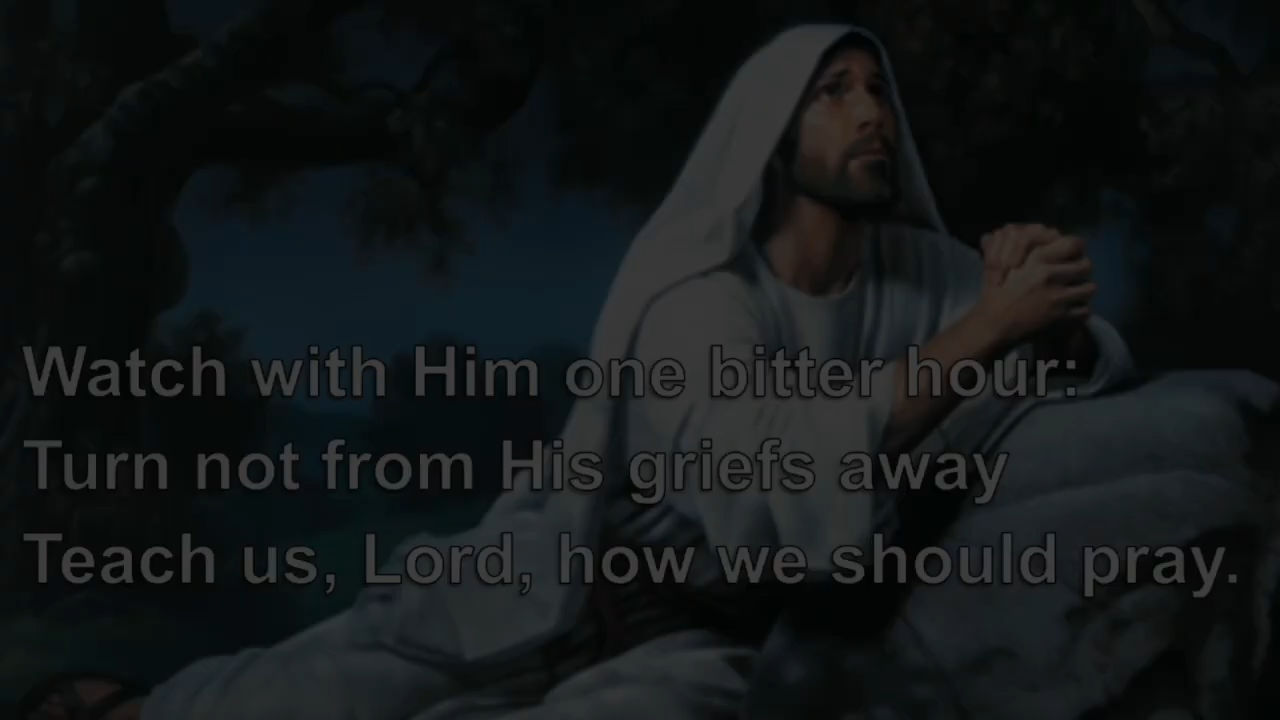 Watch with Him one bitter hour:
Turn not from His griefs away
Teach us, Lord, how we should pray.